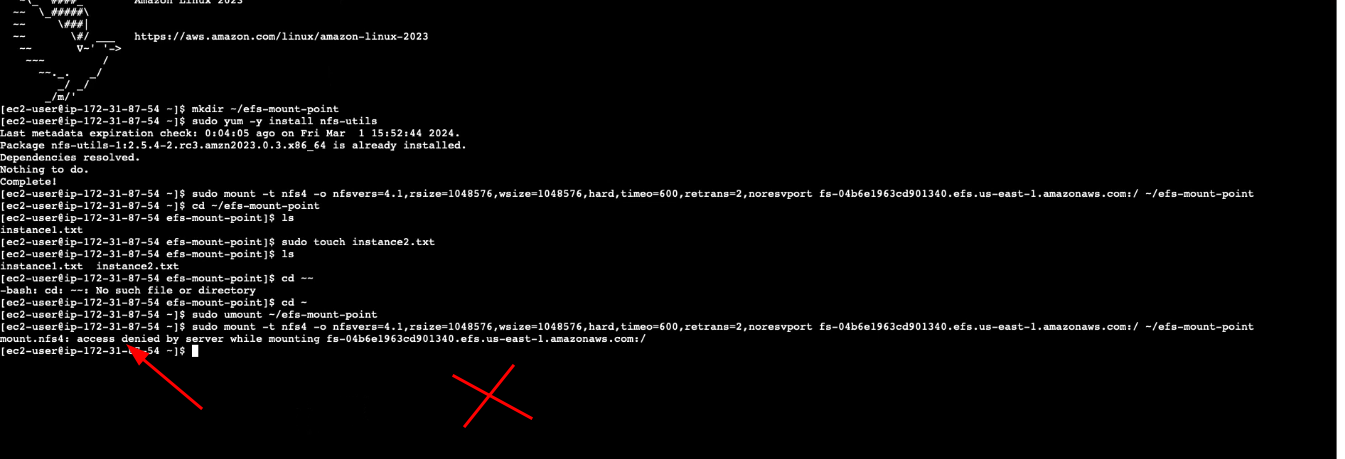 ~\_ ####_ Amazon Linux 2023
~~ \_#####\
~~ \###|
~~ \#/ ___ https://aws.amazon.com/linux/amazon-linux-2023
~~ V~' '->
~~~ /
~~._. _/
_/ _/
_/m/'
[ec2-user@ip-172-31-87-54 ~]$ mkdir ~/efs-mount-point
[ec2-user@ip-172-31-87-54 ~]$ sudo yum -y install nfs-utils
Last metadata expiration check: 0:04:05 ago on Fri Mar 1 15:52:44 2024.
Package nfs-utils-1:2.5.4-2.rc3.amzn2023.0.3.x86_64 is already installed.
Dependencies resolved.
Nothing to do.
Complete!
[ec2-user@ip-172-31-87-54 ~]$ sudo mount -t nfs4 -o nfsvers=4.1,rsize=1048576,wsize=1048576,hard,timeo=600,retrans=2,noresvport fs-04b6e1963cd901340.efs.us-east-1.amazonaws.com:/ ~/efs-mount-point
[ec2-user@ip-172-31-87-54 ~]$ cd ~/efs-mount-point
[ec2-user@ip-172-31-87-54 efs-mount-point]$ ls
instance1.txt
[ec2-user@ip-172-31-87-54 efs-mount-point]$ sudo touch instance2.txt
[ec2-user@ip-172-31-87-54 efs-mount-point]$ ls
instance1.txt instance2.txt
[ec2-user@ip-172-31-87-54 efs-mount-point]$ cd ~~
-bash: cd: ~~: No such file or directory
[ec2-user@ip-172-31-87-54 efs-mount-point]$ cd ~
[ec2-user@ip-172-31-87-54 ~]$ sudo umount ~/efs-mount-point
[ec2-user@ip-172-31-87-54 ~]$ sudo mount -t nfs4 -o nfsvers=4.1,rsize=1048576,wsize=1048576,hard,timeo=600,retrans=2,noresvport fs-04b6e1963cd901340.efs.us-east-1.amazonaws.com:/ ~/efs-mount-point
mount.nfs4: access denied by server while mounting fs-04b6e1963cd901340.efs.us-east-1.amazonaws.com:/
[ec2-user@ip-172-31-87-54 ~]$